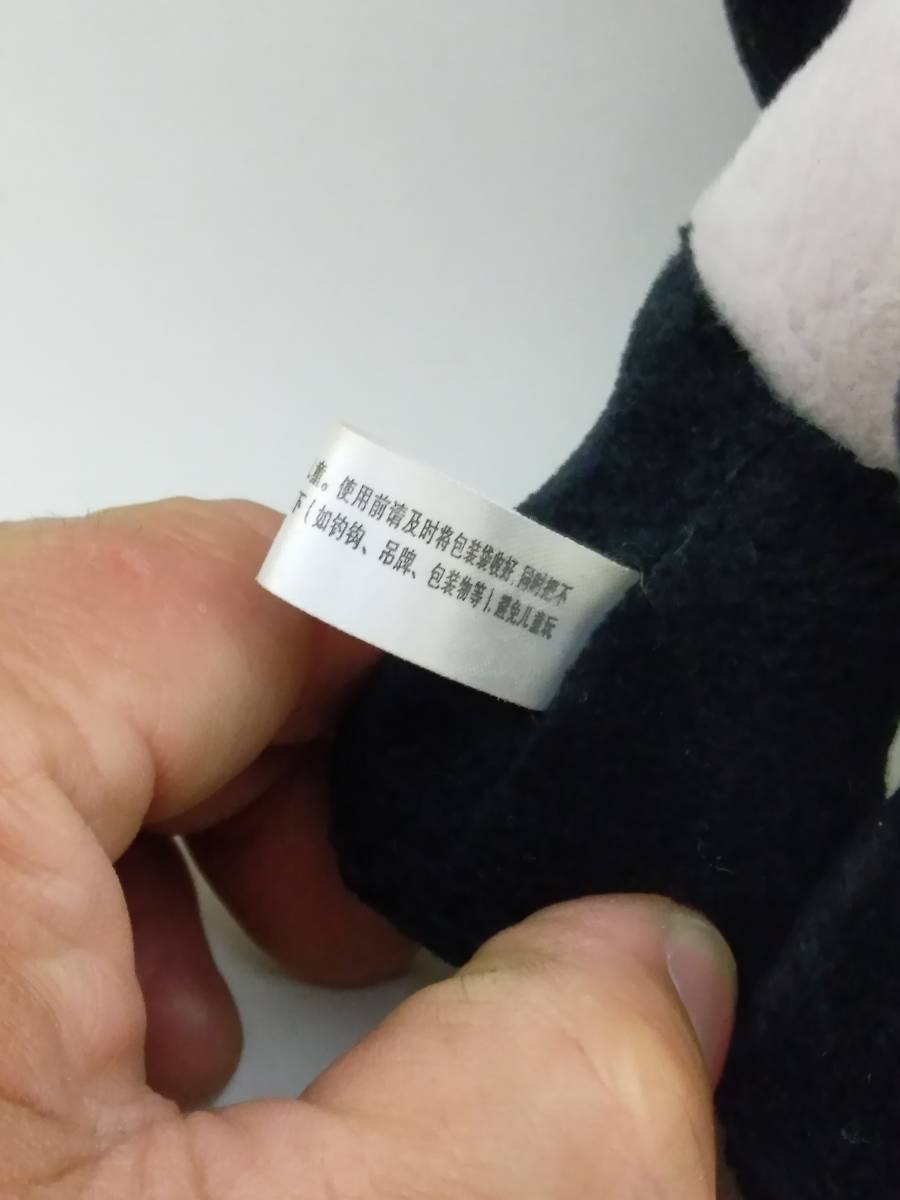 童。使用前请及时将包装袋收好,同时把不
下(如钓钩、吊牌、包装物等),避免儿童玩